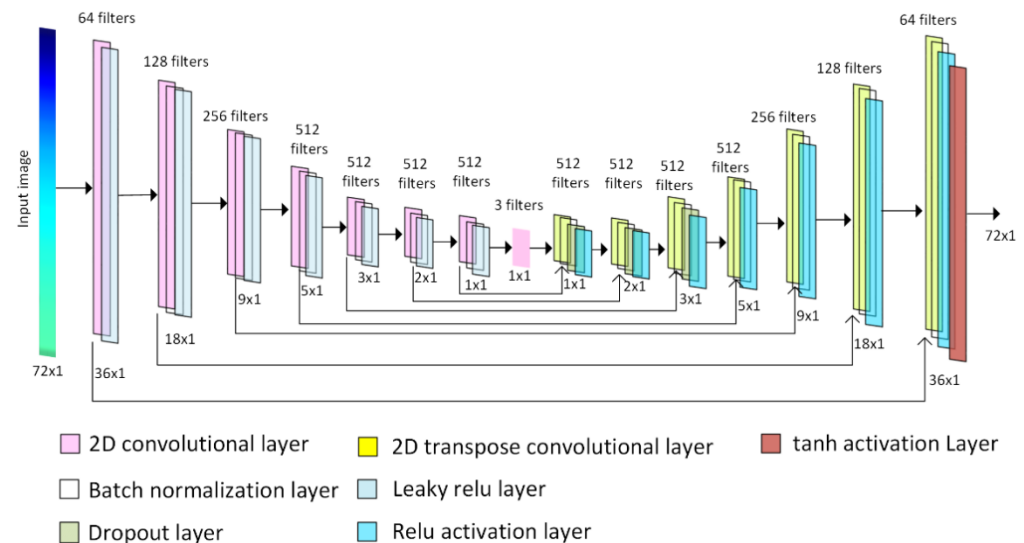 64 filters
128 filters
256 filters
512
filters
512
filters
512
filters
512
filters
3 filters
512
filters
512
filters
512
filters
512
filters
256 filters
128 filters
64 filters
Input image
72x1
36x1
18x1
9x1
5x1
3x1
2x1
1x1
1x1
1x1
2x1
3x1
5x1
9x1
18x1
36x1
72x1
2D convolutional layer
2D transpose convolutional layer
tanh activation Layer
Batch normalization layer
Leaky relu layer
Dropout layer
Relu activation layer